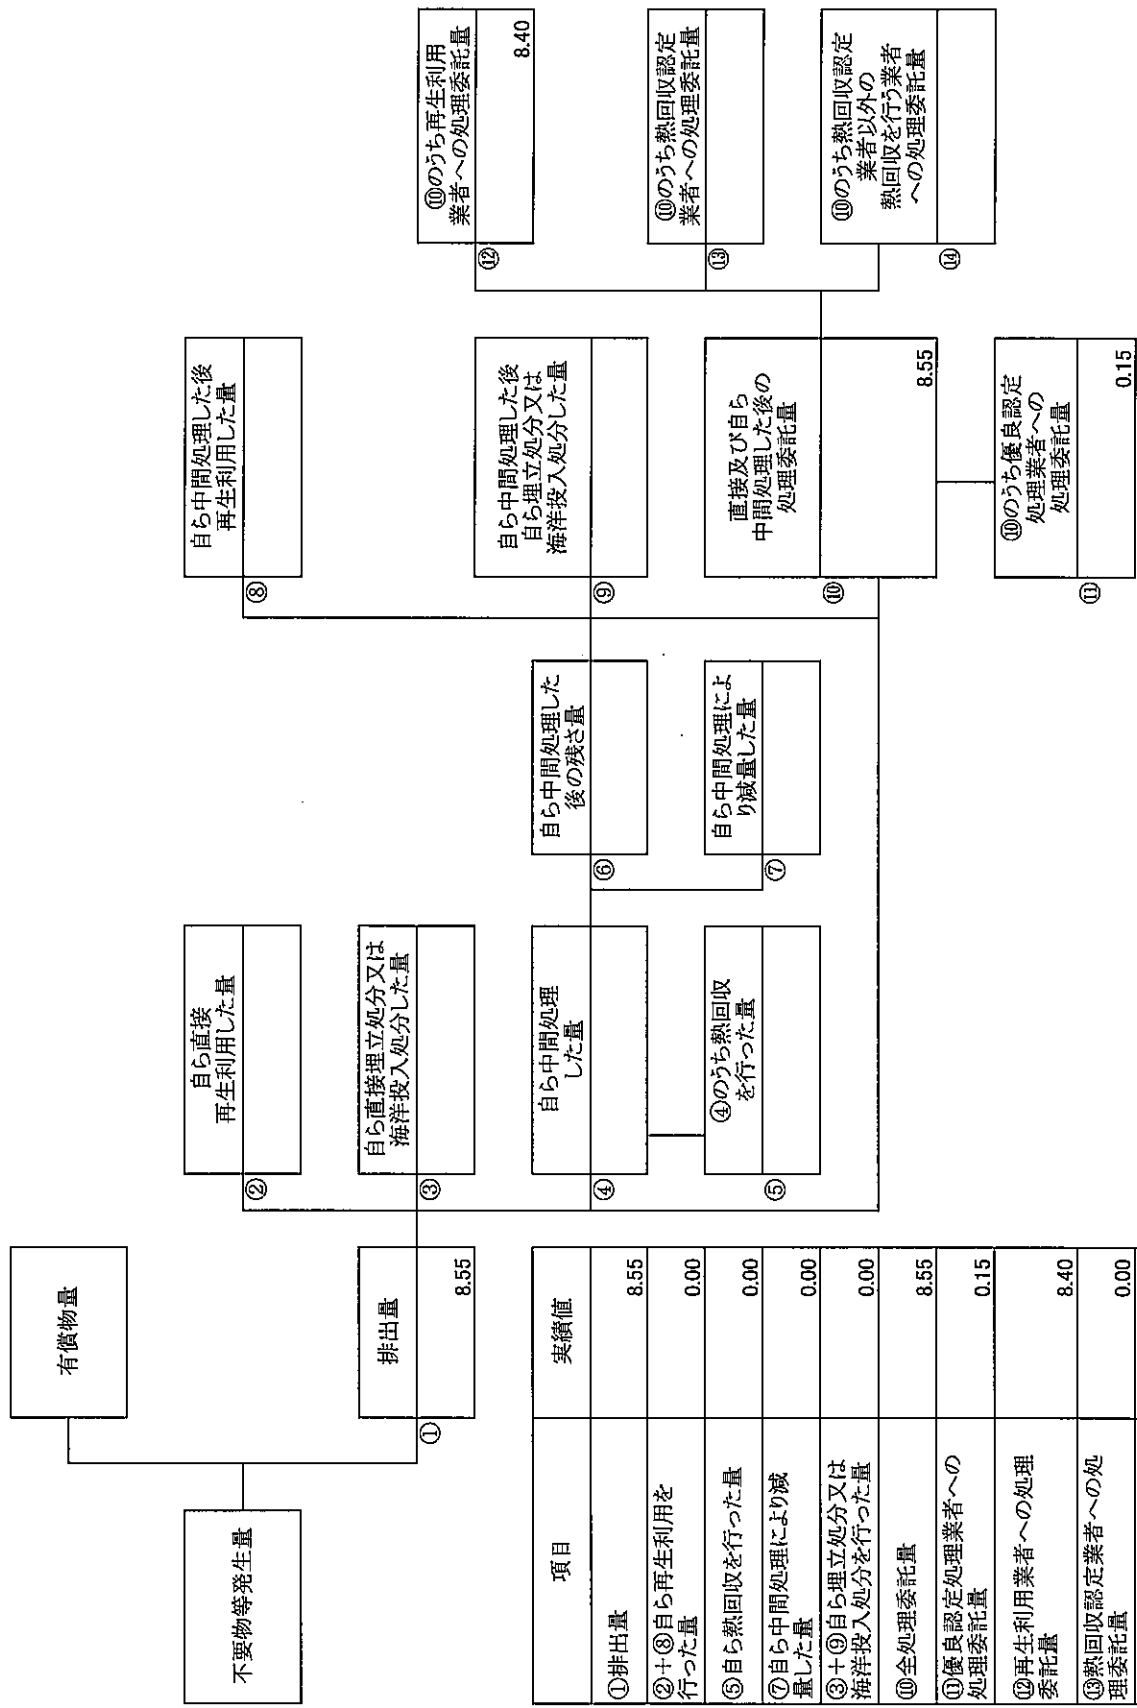 有償物量
不要物等発生量
排出量
①
8.55
②
自ら直接
再生利用した量
③
自ら直接埋立処分又は
海洋投入処分した量
④
自ら中間処理
した量
⑤
④のうち熱回収
を行った量
⑥
自ら中間処理した
後の残さ量
⑦
自ら中間処理によ
り減量した量
⑧
自ら中間処理した後
再生利用した量
⑨
自ら中間処理した後
自ら埋立処分又は
海洋投入処分した量
⑩
直接及び自ら
中間処理した後の
処理委託量
8.55
⑪
⑩のうち優良認定
処理業者への
処理委託量
0.15
⑫
⑩のうち再生利用
業者への処理委託量
8.40
⑬
⑩のうち熱回収認定
業者への処理委託量
⑭
⑩のうち熱回収認定
業者以外の
熱回収を行う業者
への処理委託量
項目 実績値
①排出量 8.55
②+⑧自ら再生利用を
行った量 0.00
⑤自ら熱回収を行った量 0.00
⑦自ら中間処理により減
量した量 0.00
③+⑨自ら埋立処分又は
海洋投入処分を行った量 0.00
⑩全処理委託量 8.55
⑪優良認定処理業者への
処理委託量 0.15
⑫再生利用業者への処理
委託量 8.40
⑬熱回収認定業者への処
理委託量 0.00